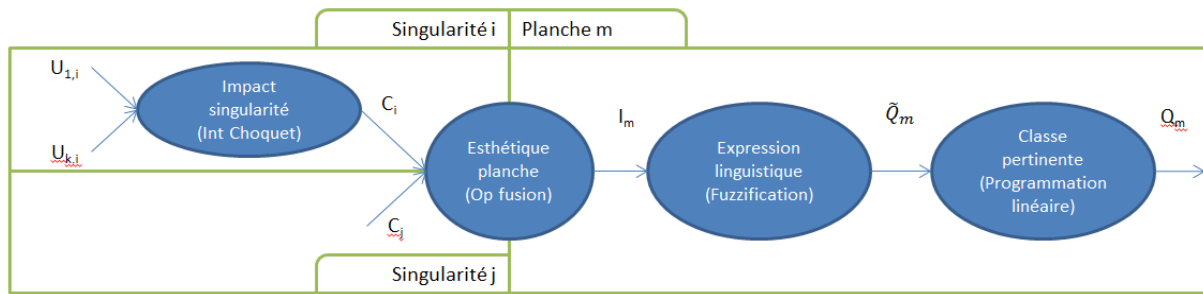 Singularité i
Planche m
U1,i
Uk,i
Impact
singularité
(Int Choquet)
Ci
Esthétique
planche
(Op fusion)
Cj
Im
Expression
linguistique
(Fuzzification)
Q̃m
Classe
pertinente
(Programmation
linéaire)
Qm
Singularité j